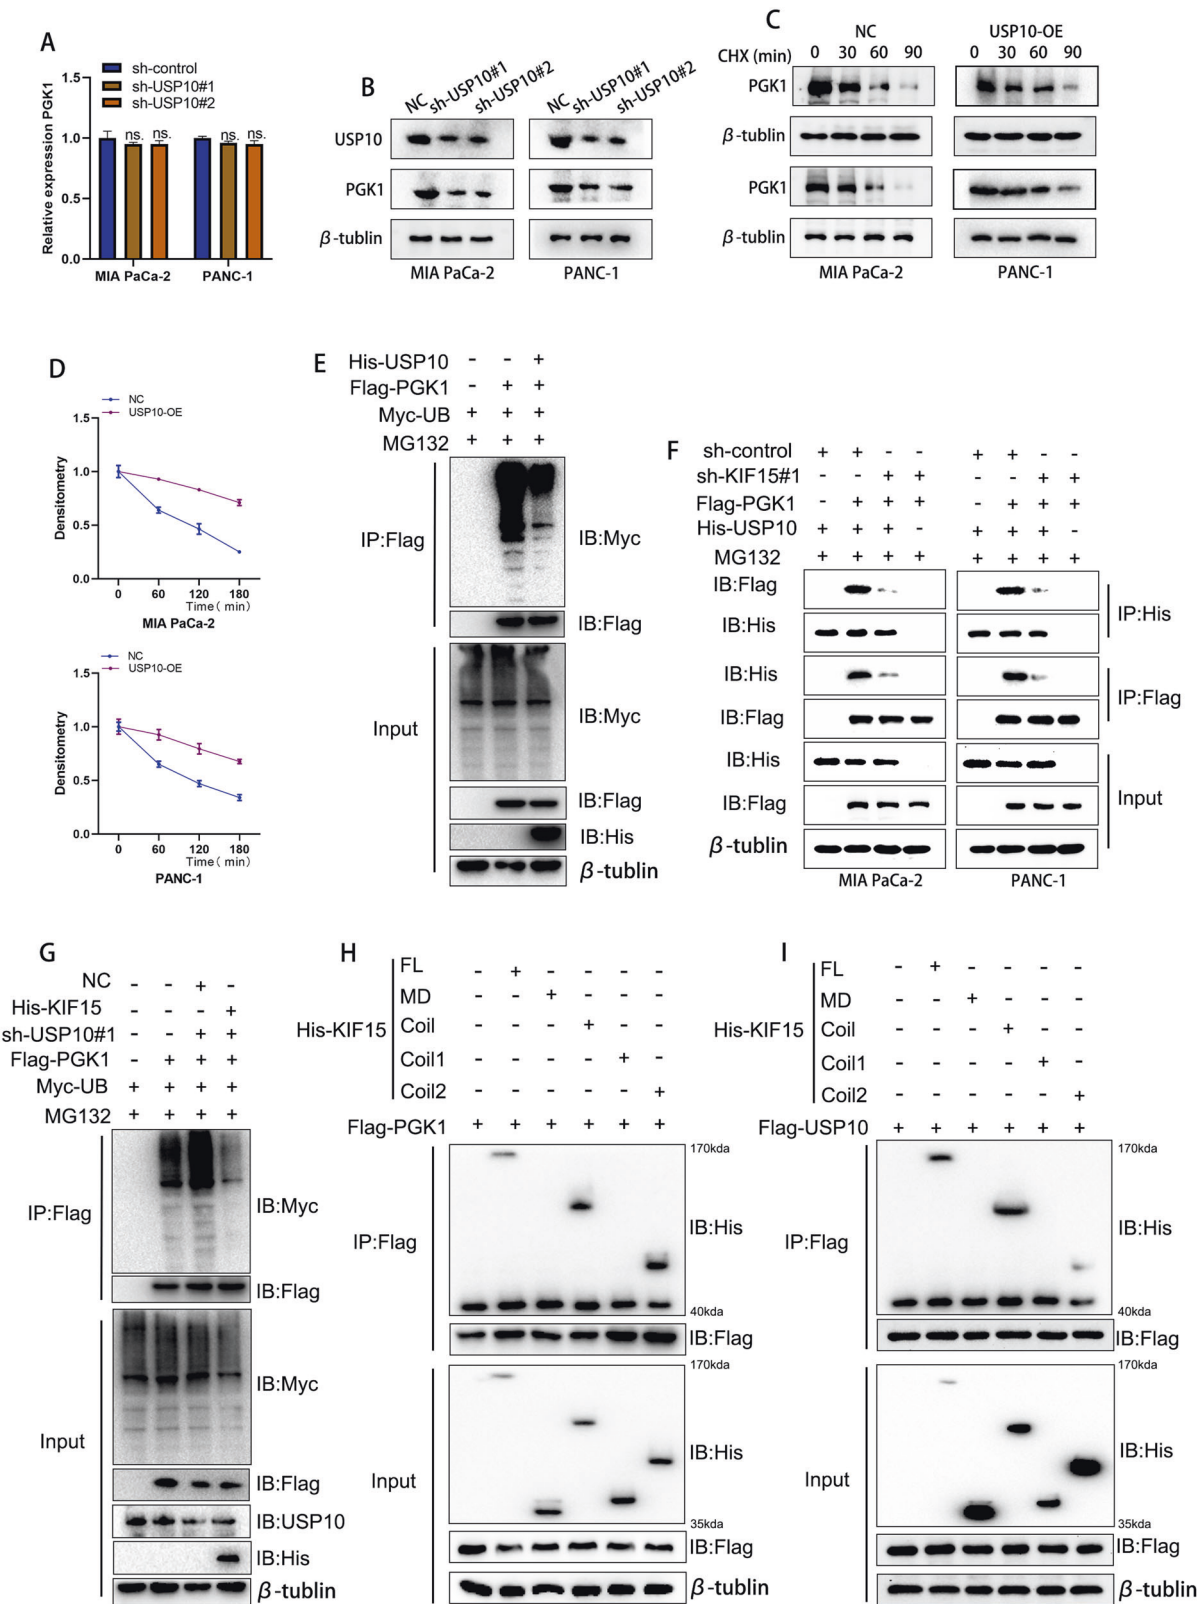 A
sh-control
sh-USP10#1
sh-USP10#2
Relative expression PGK1
1.5
1.0
0.5
0.0
ns. ns. ns. ns.
MIA PaCa-2 PANC-1
B
NC sh-USP10#1 sh-USP10#2 NC sh-USP10#1 sh-USP10#2
USP10
PGK1
β-tublin
MIA PaCa-2 PANC-1
C
NC USP10-OE
CHX (min) 0 30 60 90 0 30 60 90
PGK1
β-tublin
PGK1
β-tublin
MIA PaCa-2 PANC-1
D
NC
USP10-OE
Densitometry
1.5
1.0
0.5
0.0
0 60 120 180
Time( min)
MIA PaCa-2
NC
USP10-OE
Densitometry
1.5
1.0
0.5
0.0
0 60 120 180
Time( min)
PANC-1
E
His-USP10 - - +
Flag-PGK1 - + +
Myc-UB + + +
MG132 + + +
IP:Flag IB:Myc
IB:Flag
Input IB:Myc
IB:Flag
IB:His
β-tublin
F
sh-control + + - - + + - -
sh-KIF15#1 - - + + - - + +
Flag-PGK1 - + + + - + + +
His-USP10 + + + - + + + -
MG132 + + + + + + + +
IB:Flag
IB:His
IP:His
IB:His
IB:Flag
IP:Flag
IB:His
IB:Flag
Input
β-tublin
MIA PaCa-2 PANC-1
G
NC - - + -
His-KIF15 - - - +
sh-USP10#1 - - + +
Flag-PGK1 - + + +
Myc-UB + + + +
MG132 + + + +
IP:Flag IB:Myc
IB:Flag
Input IB:Myc
IB:Flag
IB:USP10
IB:His
β-tublin
H
His-KIF15
FL - + - - - -
MD - - + - - -
Coil - - - + - -
Coil1 - - - - + -
Coil2 - - - - - +
Flag-PGK1 + + + + + +
170kda
IP:Flag IB:His
40kda
IB:Flag
170kda
Input IB:His
35kda
IB:Flag
β-tublin
I
His-KIF15
FL - + - - - -
MD - - + - - -
Coil - - - + - -
Coil1 - - - - + -
Coil2 - - - - - +
Flag-USP10 + + + + + +
170kda
IP:Flag IB:His
40kda
IB:Flag
170kda
Input IB:His
35kda
IB:Flag
β-tublin